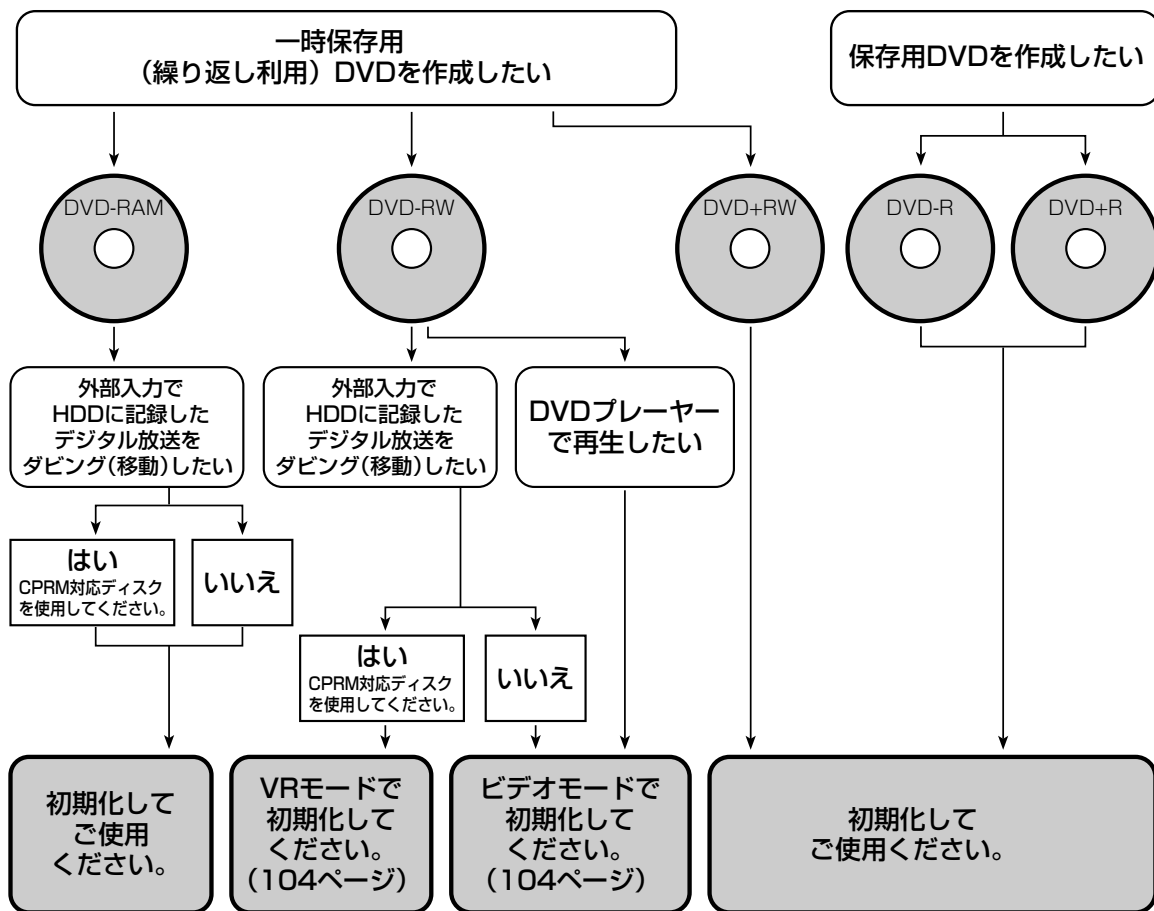 一時保存用
（繰り返し利用）DVDを作成したい
保存用DVDを作成したい
DVD-RAM
DVD-RW
DVD+RW
DVD-R
DVD+R
外部入力で
HDDに記録した
デジタル放送を
ダビング（移動）したい
外部入力で
HDDに記録した
デジタル放送を
ダビング（移動）したい
DVDプレーヤー
で再生したい
はい
CPRM対応ディスク
を使用してください。
いいえ
はい
CPRM対応ディスク
を使用してください。
いいえ
初期化して
ご使用
ください。
VRモードで
初期化して
ください。
（104ページ）
ビデオモードで
初期化して
ください。
（104ページ）
初期化して
ご使用ください。